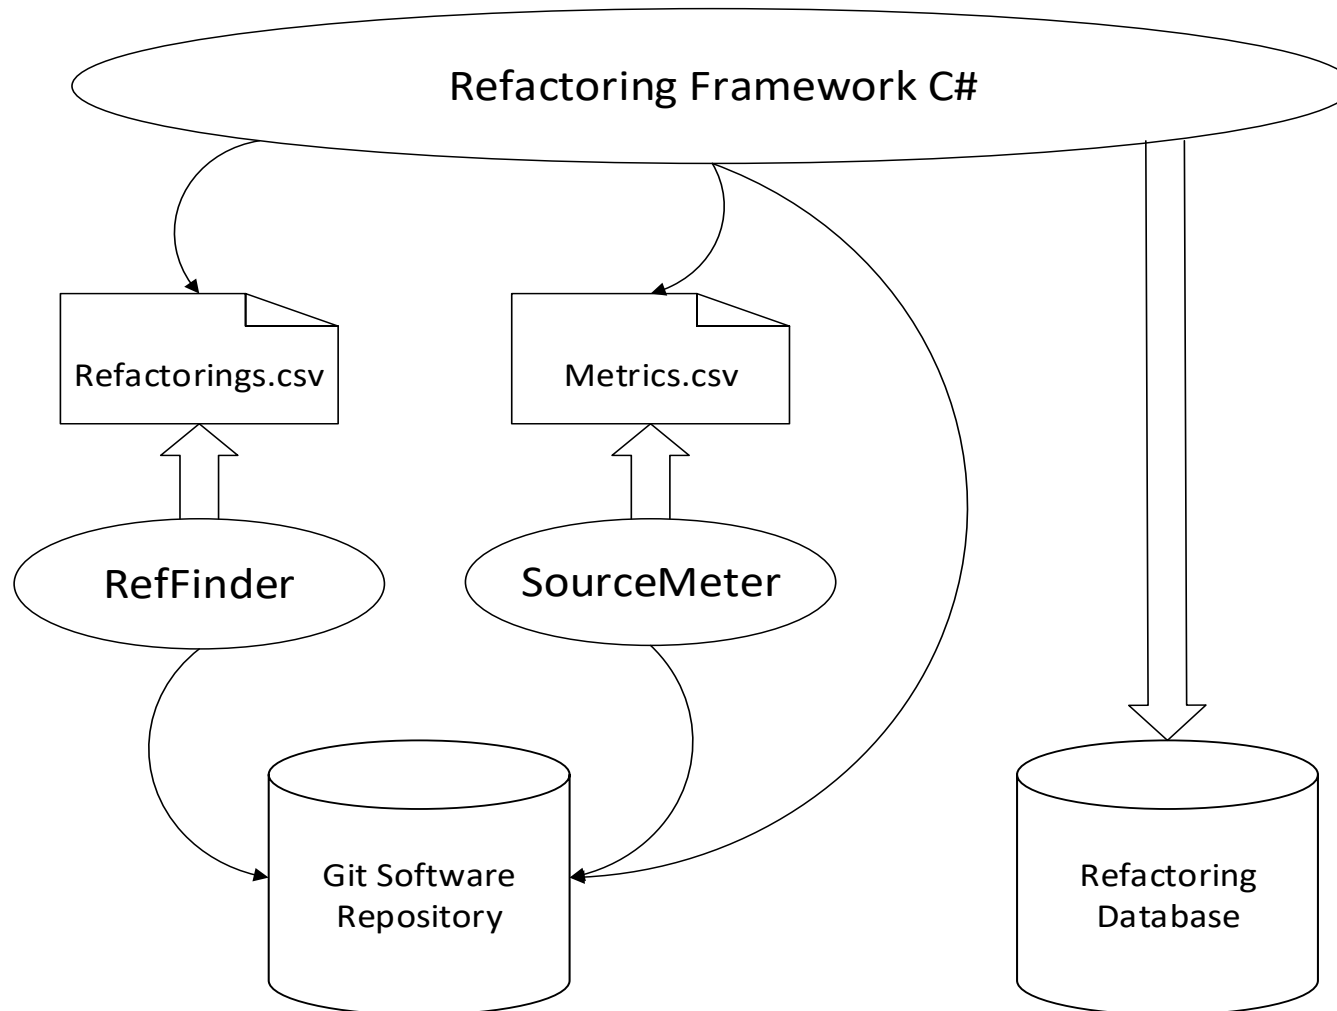 Refactoring Framework C#
Refactorings.csv
Metrics.csv
RefFinder
SourceMeter
Git Software
Repository
Refactoring
Database